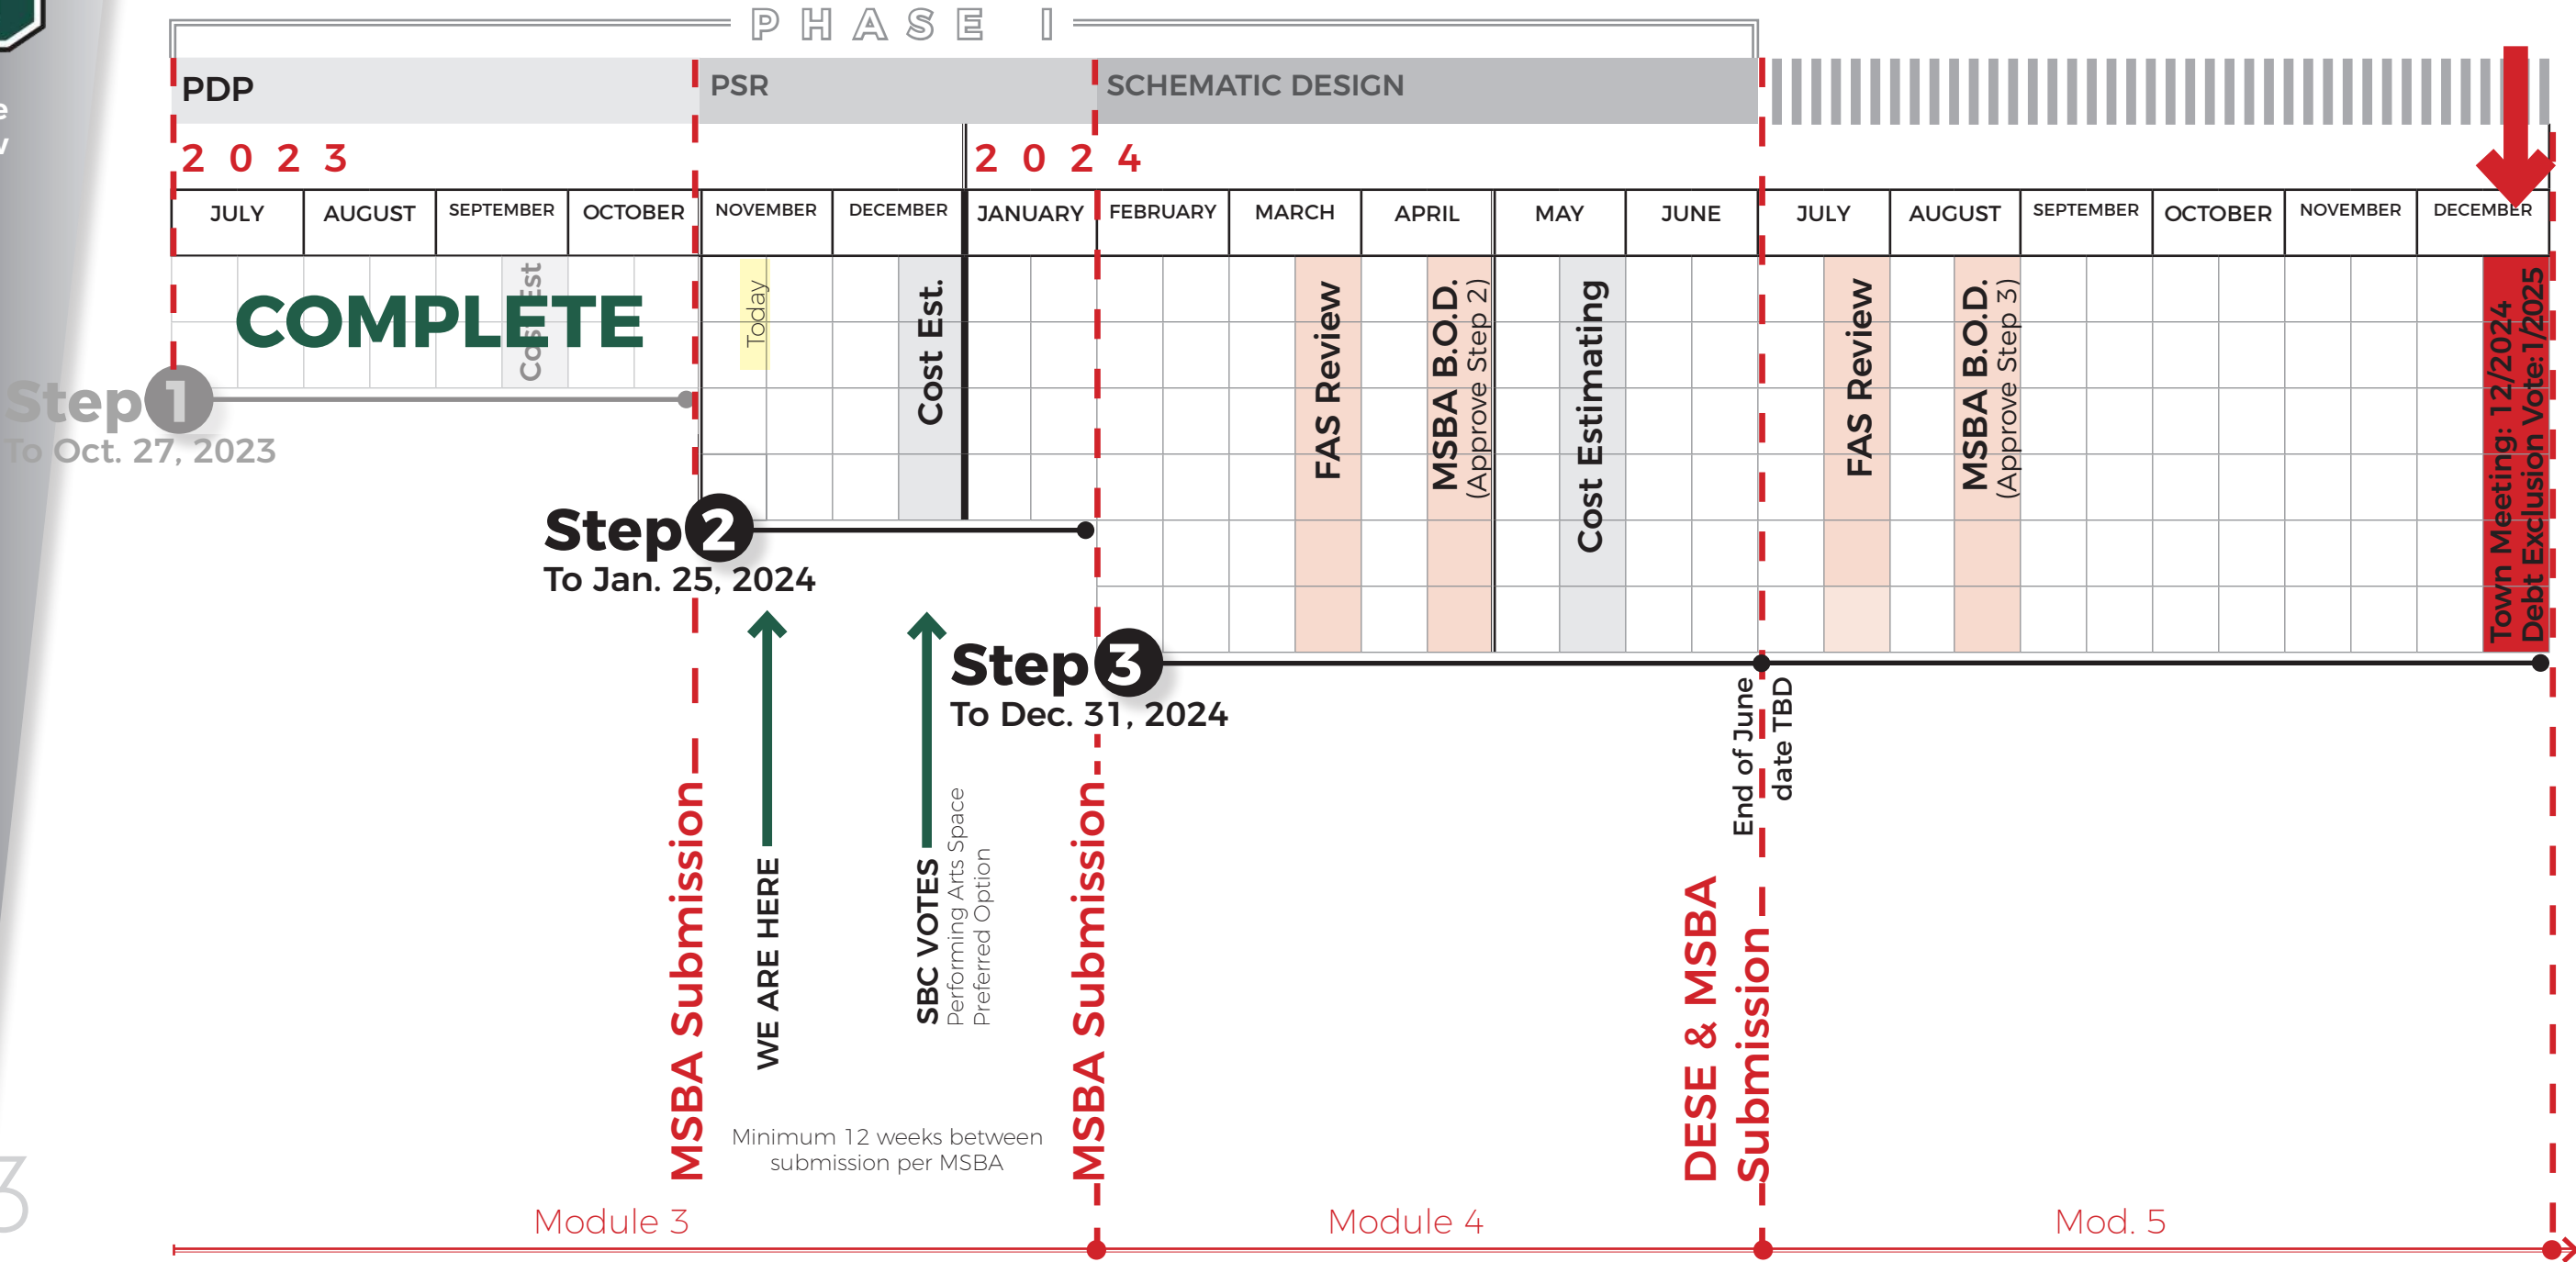 PHASE I
PDP
PSR
SCHEMATIC DESIGN
2023
2024
JULY
AUGUST
SEPTEMBER
OCTOBER
NOVEMBER
DECEMBER
JANUARY
FEBRUARY
MARCH
APRIL
MAY
JUNE
JULY
AUGUST
SEPTEMBER
OCTOBER
NOVEMBER
DECEMBER
COMPLETE
Cost Est
Today
Cost Est.
FAS Review
MSBA B.O.D.
(Approve Step 2)
Cost Estimating
FAS Review
MSBA B.O.D.
(Approve Step 3)
Town Meeting: 12/2024
Debt Exclusion Vote: 1/2025
Step 1
To Oct. 27, 2023
Step 2
To Jan. 25, 2024
Step 3
To Dec. 31, 2024
MSBA Submission
WE ARE HERE
SBC VOTES
Performing Arts Space
Preferred Option
MSBA Submission
End of June
date TBD
DESE & MSBA
Submission
Minimum 12 weeks between
submission per MSBA
Module 3
Module 4
Mod. 5
3